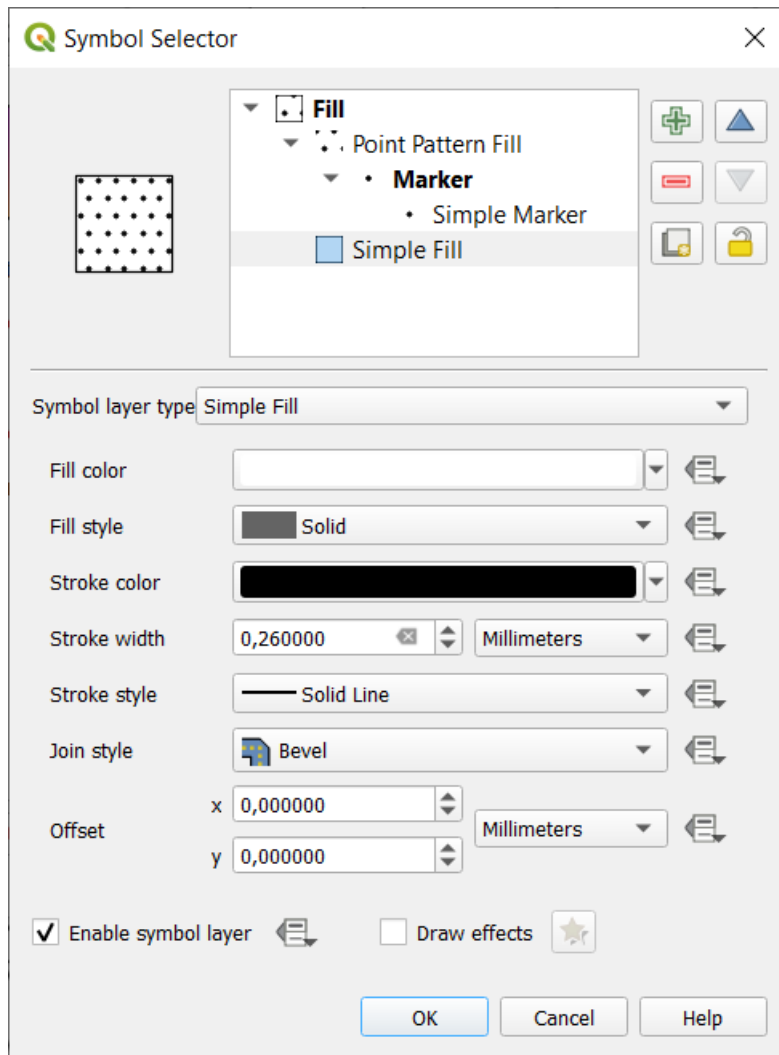 Symbol Selector
Fill
Point Pattern Fill
Marker
Simple Marker
Simple Fill
Symbol layer type Simple Fill
Fill color
Fill style Solid
Stroke color
Stroke width 0,260000 Millimeters
Stroke style Solid Line
Join style Bevel
x 0,000000
Offset Millimeters
y 0,000000
Enable symbol layer Draw effects
OK Cancel Help